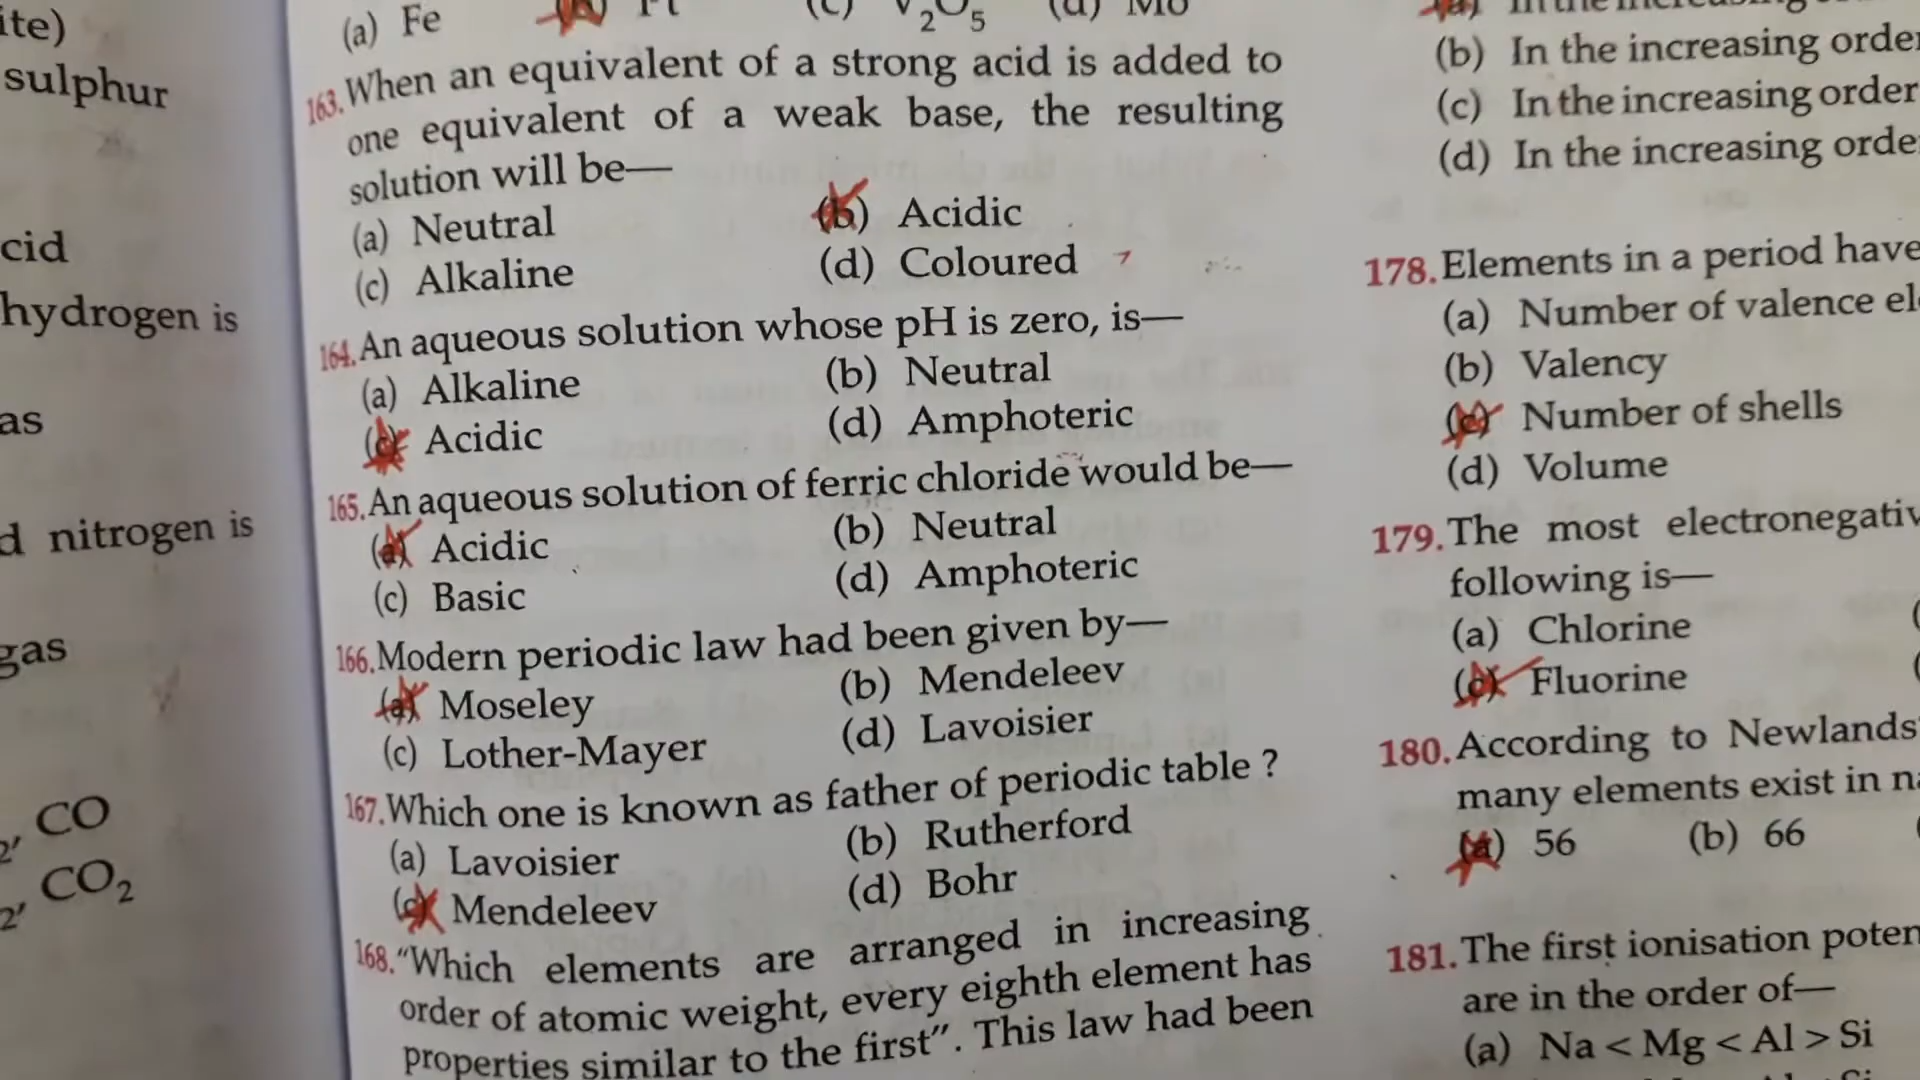 ite)
sulphur
cid
hydrogen is
as
d nitrogen is
gas
2, CO
2, CO2
(a) Fe
(c) V2O5 (d) Mo
163. When an equivalent of a strong acid is added to
one equivalent of a weak base, the resulting
solution will be—
(a) Neutral (b) Acidic
(c) Alkaline (d) Coloured
164. An aqueous solution whose pH is zero, is—
(a) Alkaline (b) Neutral
(c) Acidic (d) Amphoteric
165. An aqueous solution of ferric chloride would be—
(a) Acidic (b) Neutral
(c) Basic (d) Amphoteric
166. Modern periodic law had been given by—
(a) Moseley (b) Mendeleev
(c) Lother-Mayer (d) Lavoisier
167. Which one is known as father of periodic table ?
(a) Lavoisier (b) Rutherford
(c) Mendeleev (d) Bohr
168. "Which elements are arranged in increasing
order of atomic weight, every eighth element has
properties similar to the first". This law had been
(b) In the increasing order
(c) In the increasing order
(d) In the increasing orde
178. Elements in a period have
(a) Number of valence el
(b) Valency
(c) Number of shells
(d) Volume
179. The most electronegativ
following is—
(a) Chlorine
(c) Fluorine
180. According to Newlands'
many elements exist in na
(a) 56 (b) 66
181. The first ionisation poten
are in the order of—
(a) Na < Mg < Al > Si